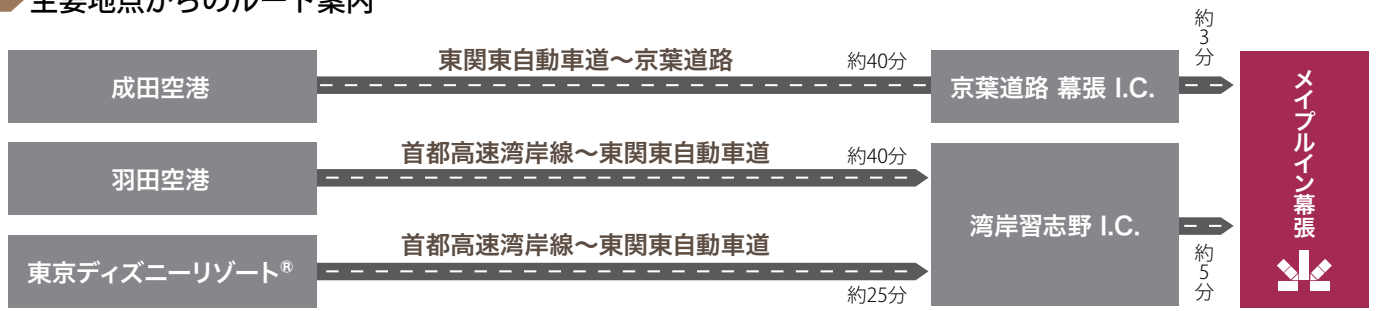 主要地点からのルート案内
成田空港
東関東自動車道～京葉道路
約40分
京葉道路 幕張 I.C.
約3分
羽田空港
首都高速湾岸線～東関東自動車道
約40分
湾岸習志野 I.C.
約5分
東京ディズニーリゾート®
首都高速湾岸線～東関東自動車道
約25分
メイプルイン幕張